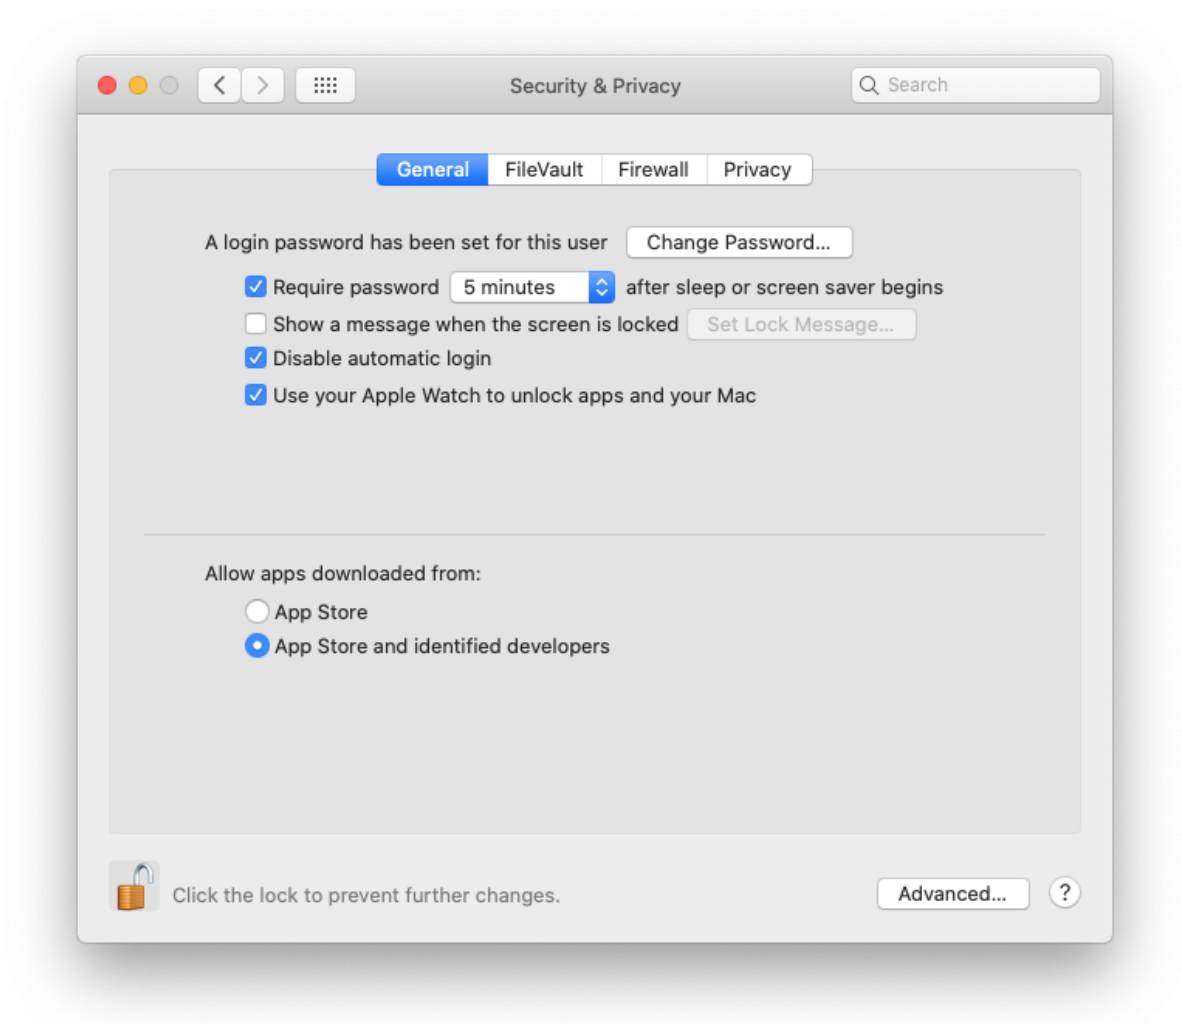 Security & Privacy
Search
General FileVault Firewall Privacy
A login password has been set for this user Change Password...
Require password 5 minutes after sleep or screen saver begins
Show a message when the screen is locked Set Lock Message...
Disable automatic login
Use your Apple Watch to unlock apps and your Mac
Allow apps downloaded from:
App Store
App Store and identified developers
Click the lock to prevent further changes.
Advanced...
?